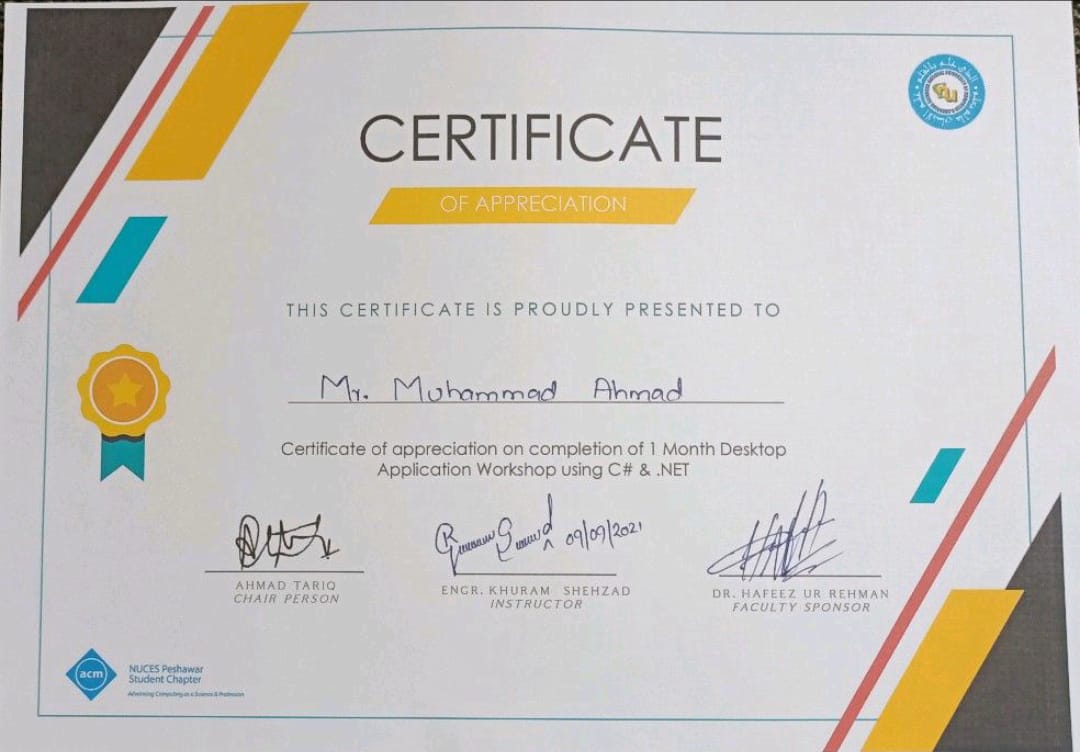 CERTIFICATE
OF APPRECIATION
THIS CERTIFICATE IS PROUDLY PRESENTED TO
Mr. Muhammad Ahmad
Certificate of appreciation on completion of 1 Month Desktop
Application Workshop using C# & .NET
09/09/2021
AHMAD TARIQ
CHAIR PERSON
ENGR. KHURAM SHEHZAD
INSTRUCTOR
DR. HAFEEZ UR REHMAN
FACULTY SPONSOR
acm
NUCES Peshawar
Student Chapter
Advancing Computing as a Science & Profession